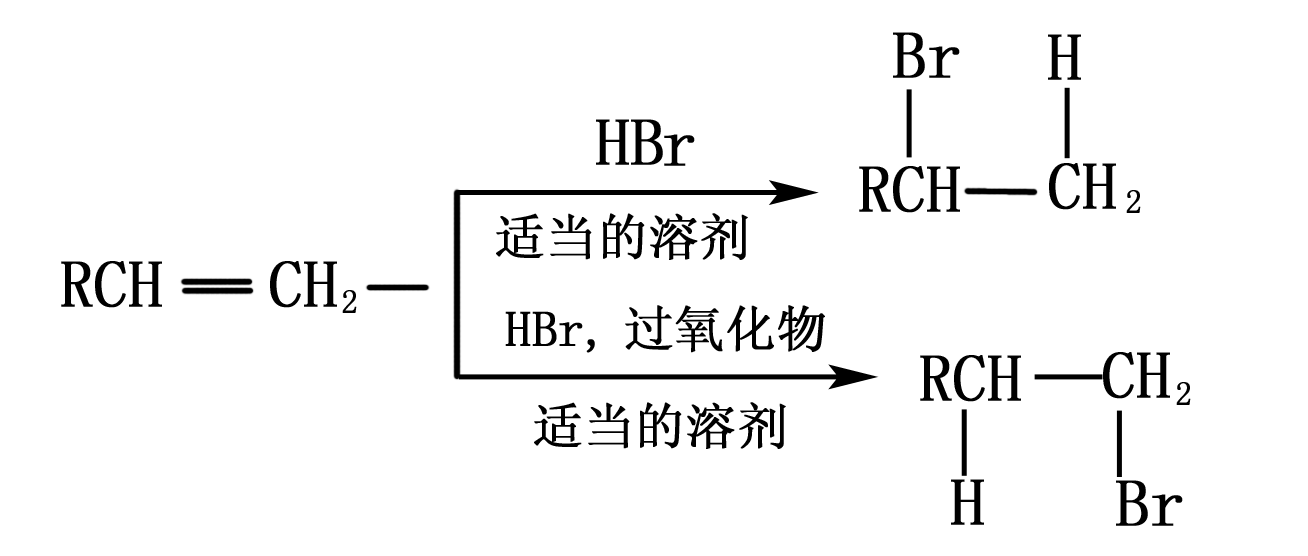 Br H
HBr
RCH—CH₂
适当的溶剂
RCH=CH₂—
HBr, 过氧化物
RCH—CH₂
适当的溶剂
H Br